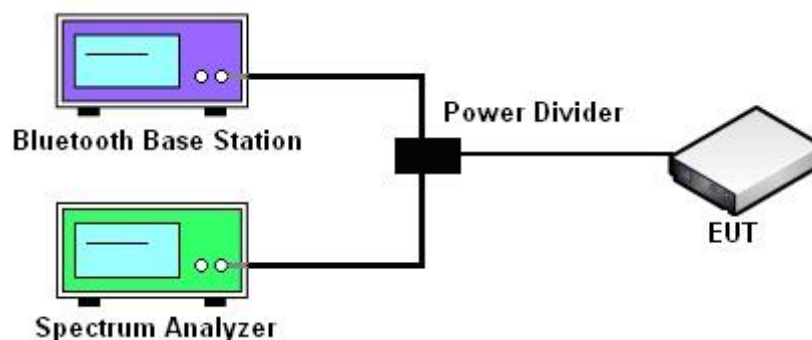 Bluetooth Base Station
Power Divider
EUT
Spectrum Analyzer